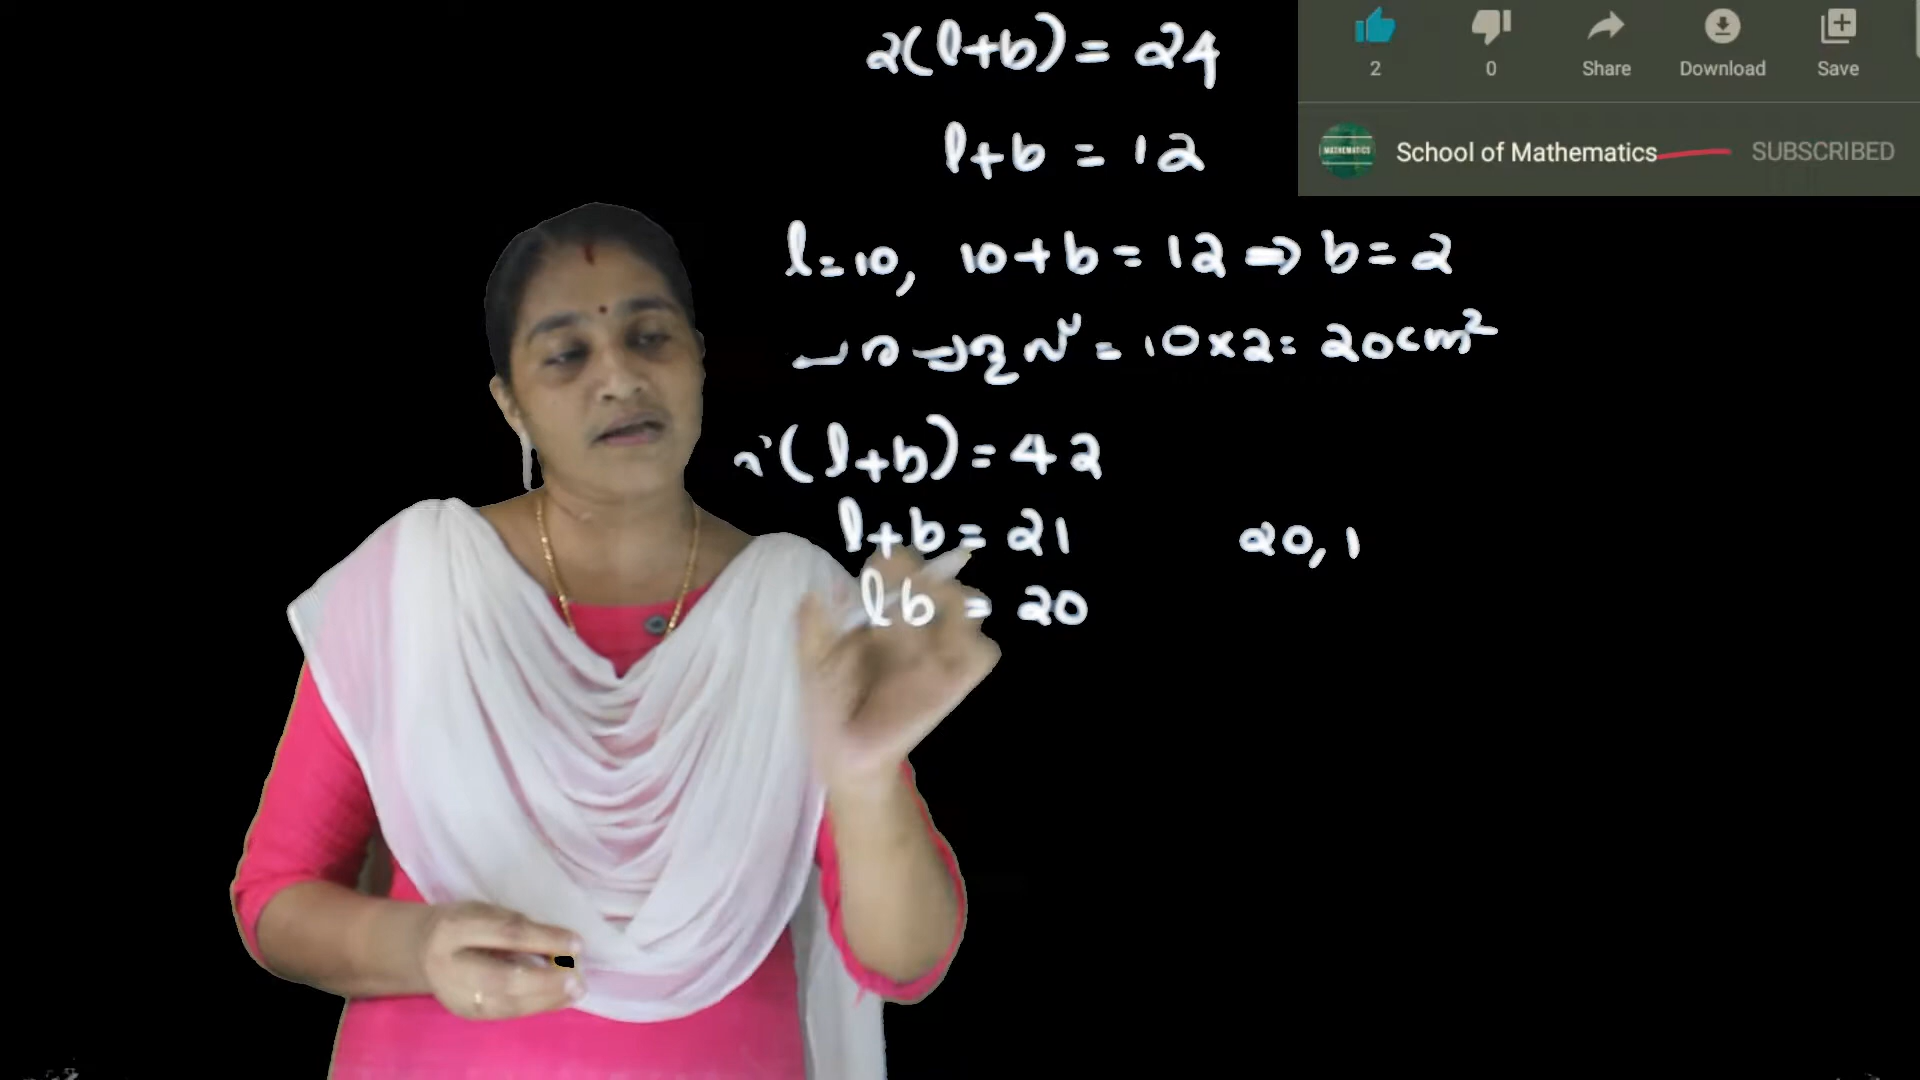 2(l+b) = 24
l+b = 12
l=10, 10+b = 12 ⇒ b = 2
= 10×2= 20cm²
(l+b) = 42
l+b = 21
20, 1
lb = 20
2
0
Share
Download
Save
MATHEMATICS
School of Mathematics
SUBSCRIBED